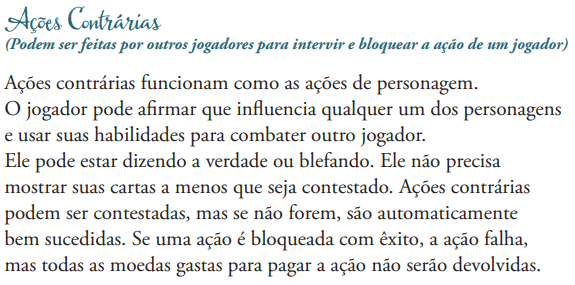 Ações Contrárias
(Podem ser feitas por outros jogadores para intervir e bloquear a ação de um jogador)
Ações contrárias funcionam como as ações de personagem.
O jogador pode afirmar que influencia qualquer um dos personagens
e usar suas habilidades para combater outro jogador.
Ele pode estar dizendo a verdade ou blefando. Ele não precisa
mostrar suas cartas a menos que seja contestado. Ações contrárias
podem ser contestadas, mas se não forem, são automaticamente
bem sucedidas. Se uma ação é bloqueada com êxito, a ação falha,
mas todas as moedas gastas para pagar a ação não serão devolvidas.